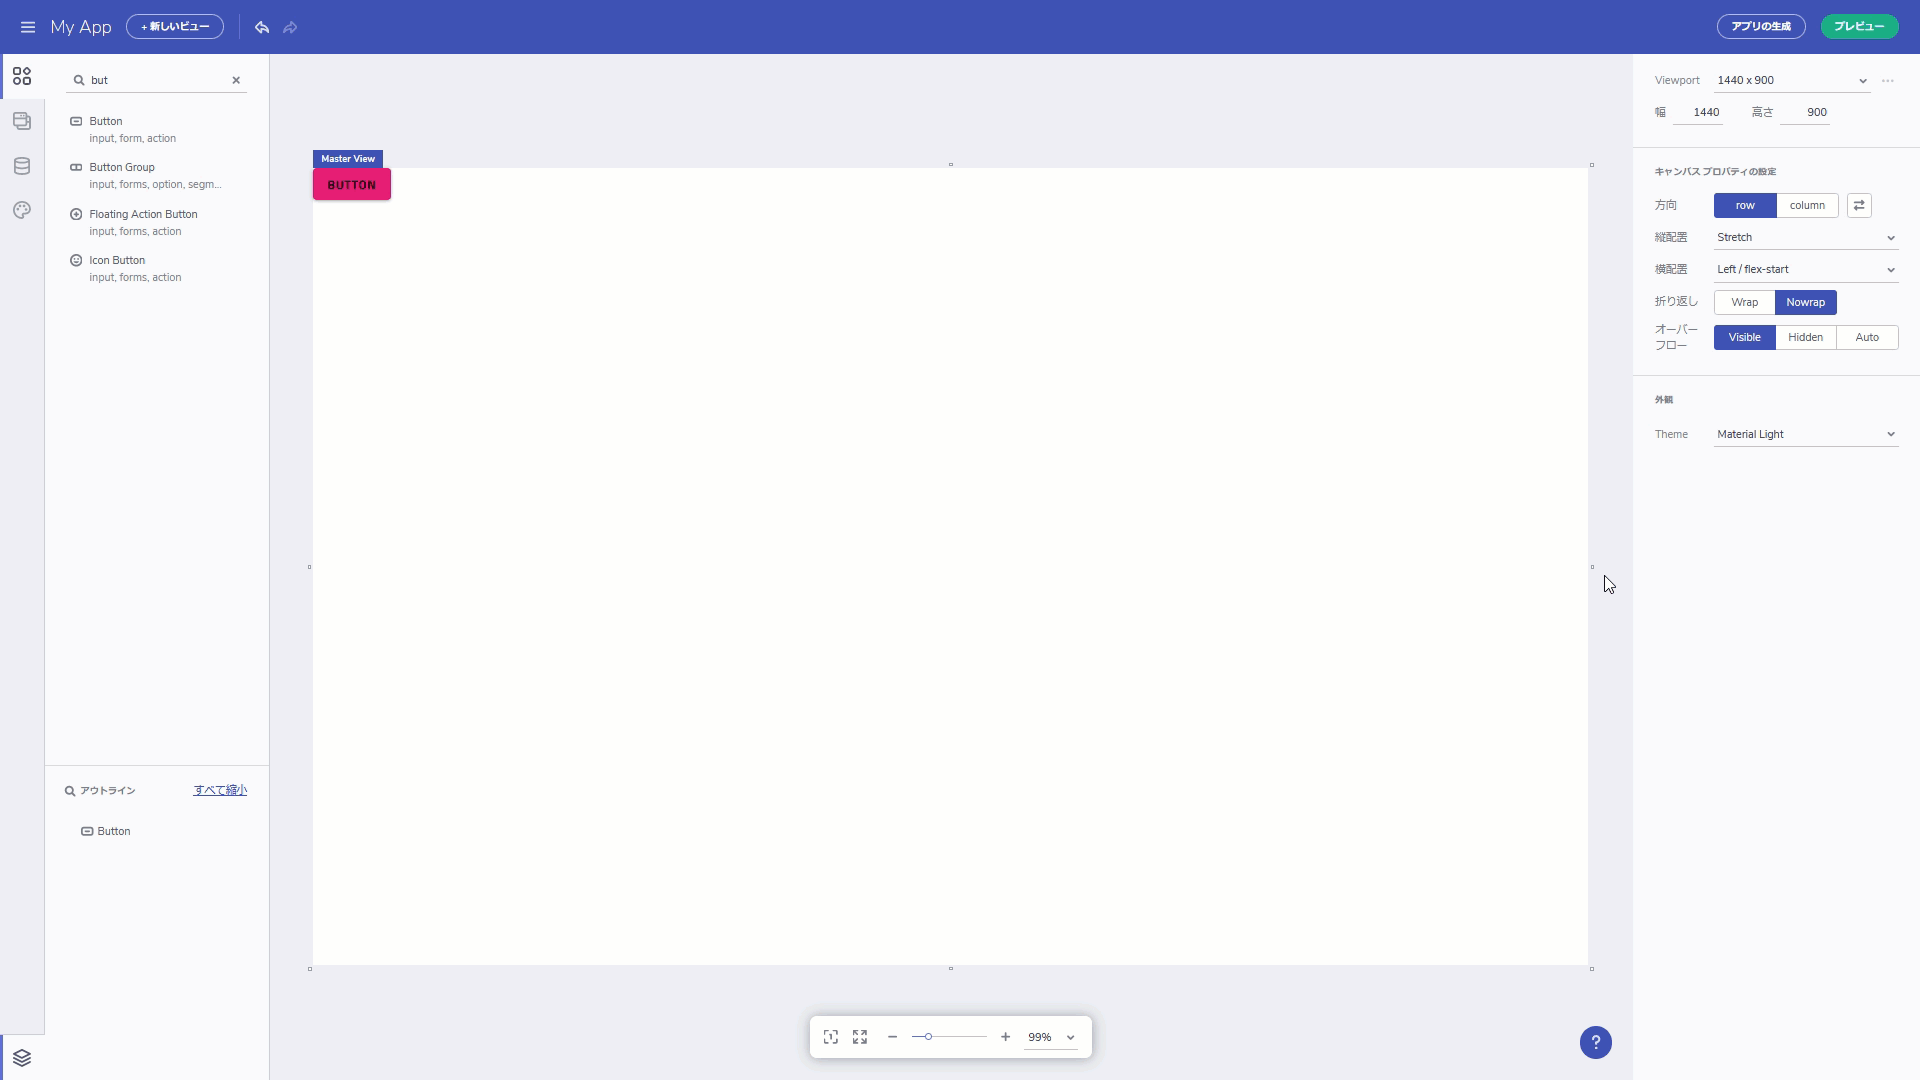 My App
+ 新しいビュー
アプリの生成
プレビュー
but
Button
input, form, action
Button Group
input, forms, option, segm...
Floating Action Button
input, forms, action
Icon Button
input, forms, action
アウトライン
すべて縮小
Button
Master View
BUTTON
99%
?
Viewport
1440 x 900
幅
1440
高さ
900
キャンバス プロパティの設定
方向
row
column
縦配置
Stretch
横配置
Left / flex-start
折り返し
Wrap
Nowrap
オーバー
フロー
Visible
Hidden
Auto
外観
Theme
Material Light